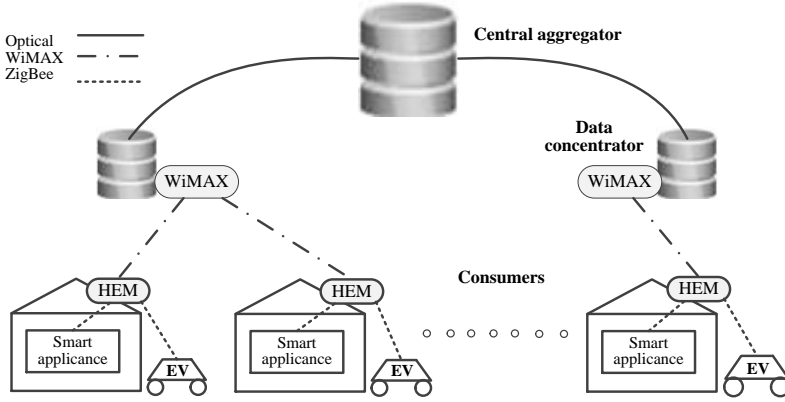 Optical
WiMAX
ZigBee
Central aggregator
Data
concentrator
WiMAX
WiMAX
Consumers
HEM
HEM
HEM
Smart
applicance
EV
Smart
applicance
EV
Smart
applicance
EV